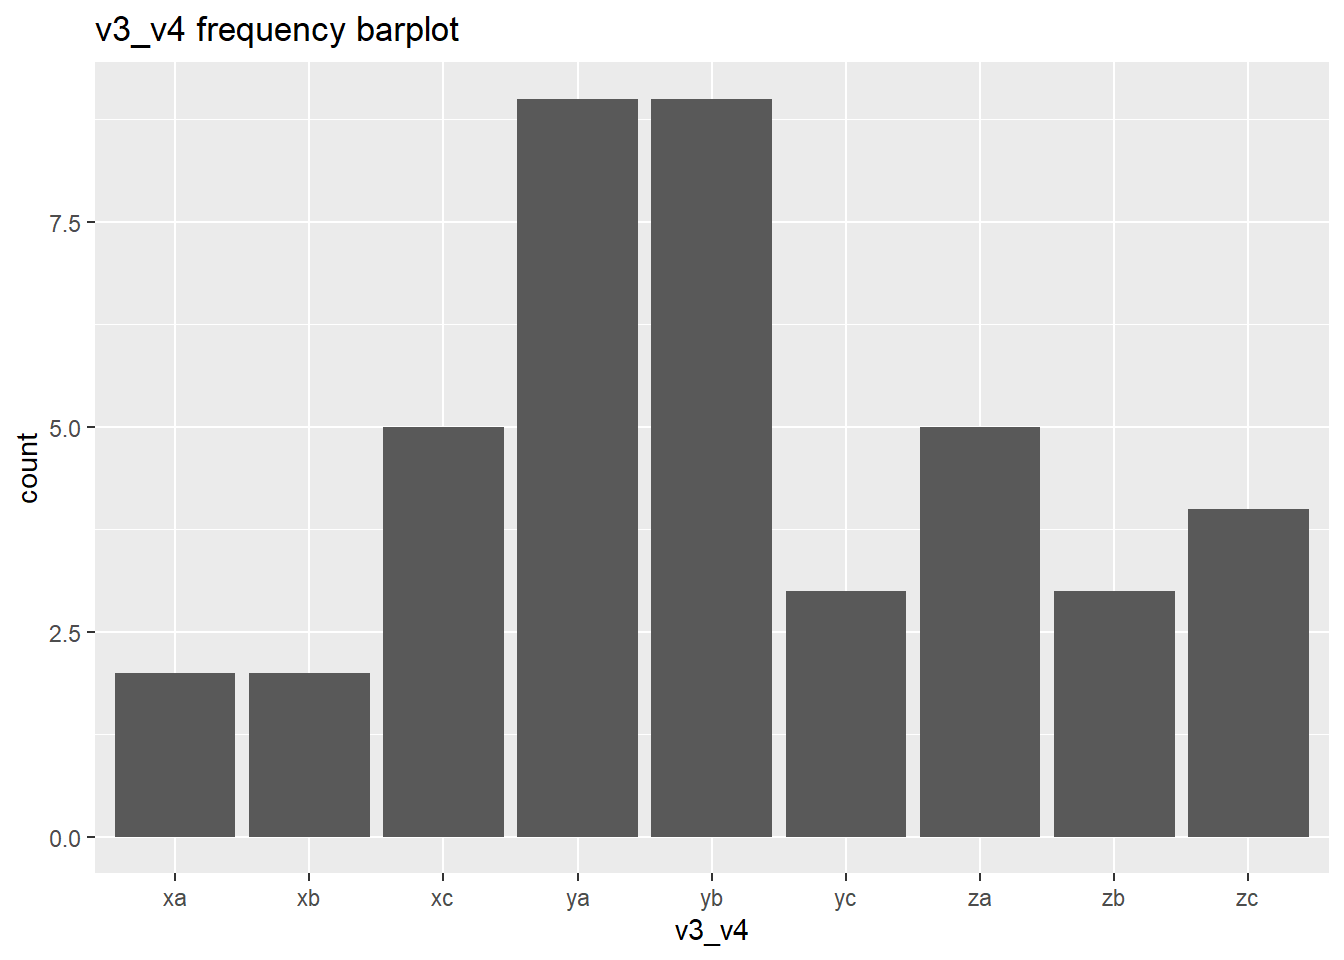 v3_v4 frequency barplot
count
7.5
5.0
2.5
0.0
xa xb xc ya yb yc za zb zc
v3_v4